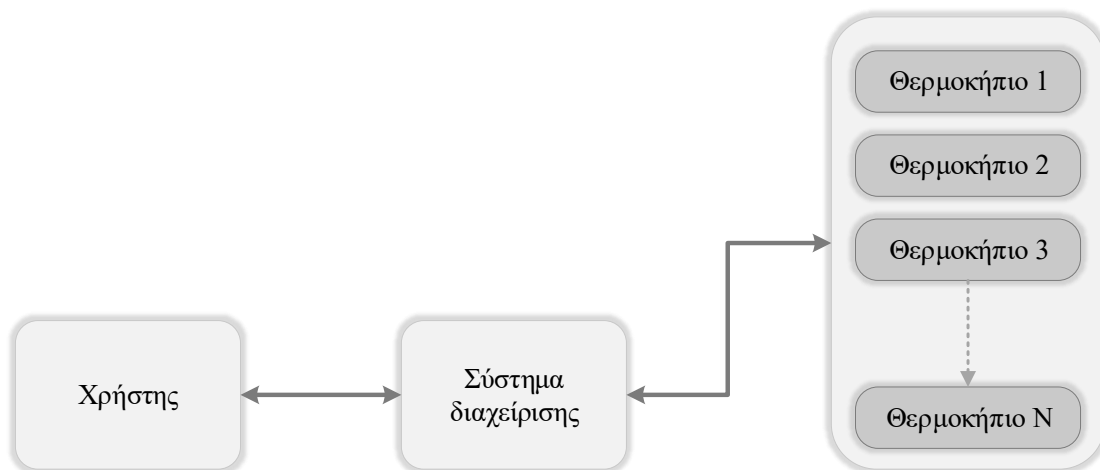 Θερμοκήπιο 1
Θερμοκήπιο 2
Θερμοκήπιο 3
Θερμοκήπιο Ν
Χρήστης
Σύστημα
διαχείρισης